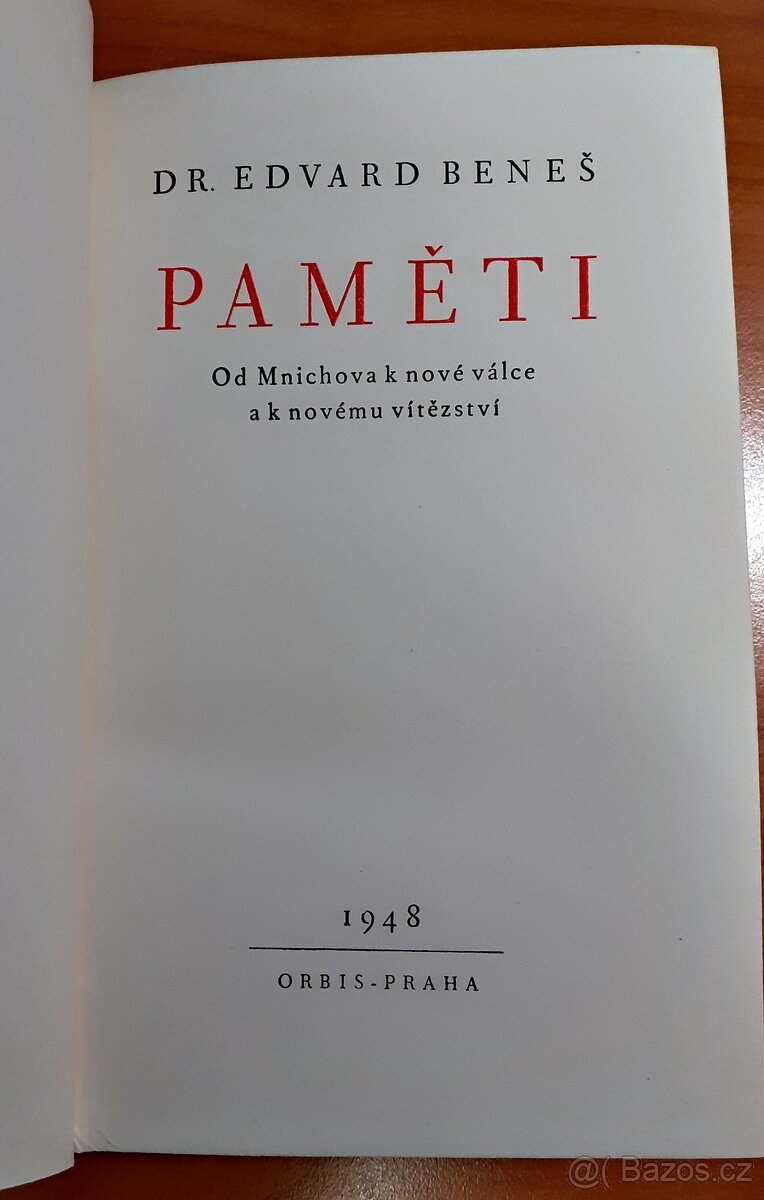 DR. EDVARD BENEŠ
PAMĚTI
Od Mnichova k nové válce
a k novému vítězství
1948
ORBIS-PRAHA
@( Bazos.cz